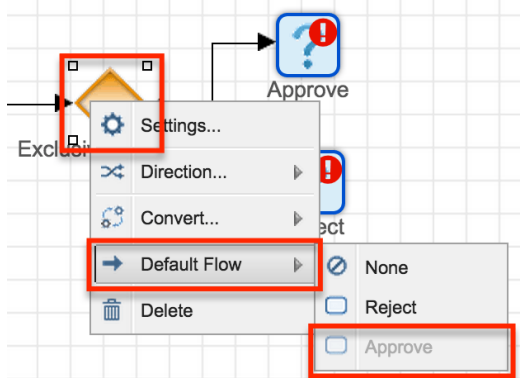 Approve
Settings...
Direction...
Convert...
Default Flow
None
Delete
Reject
Approve